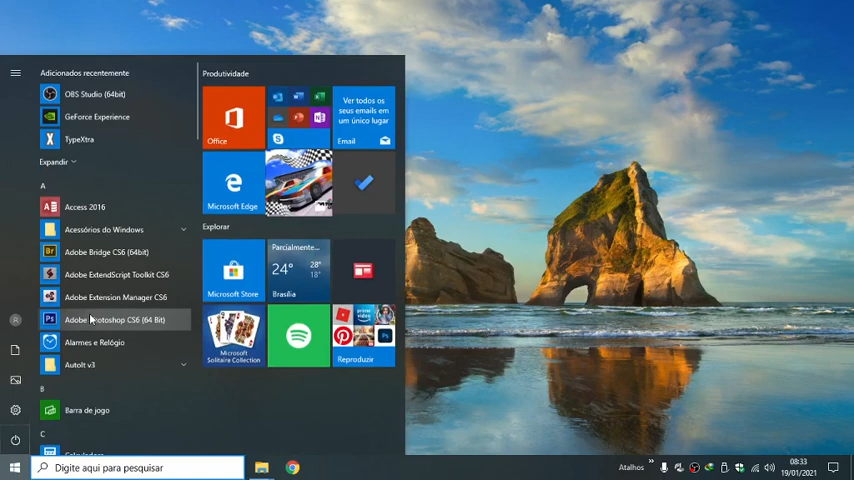 Adicionados recentemente
OBS Studio (64bit)
GeForce Experience
TypeXtra
Expandir
A
Access 2016
Acessórios do Windows
Adobe Bridge CS6 (64bit)
Adobe ExtendScript Toolkit CS6
Adobe Extension Manager CS6
Adobe Photoshop CS6 (64 Bit)
Alarmes e Relógio
AutoIt v3
B
Barra de jogo
C
Calculadora
Produtividade
Office
Ver todos os
seus emails em
um único lugar
Email
Microsoft Edge
Explorar
Microsoft Store
Parcialmente...
24° 28°
18°
Brasília
Microsoft
Solitaire Collection
prime video
Reproduzir
Digite aqui para pesquisar
Atalhos
08:33
19/01/2021